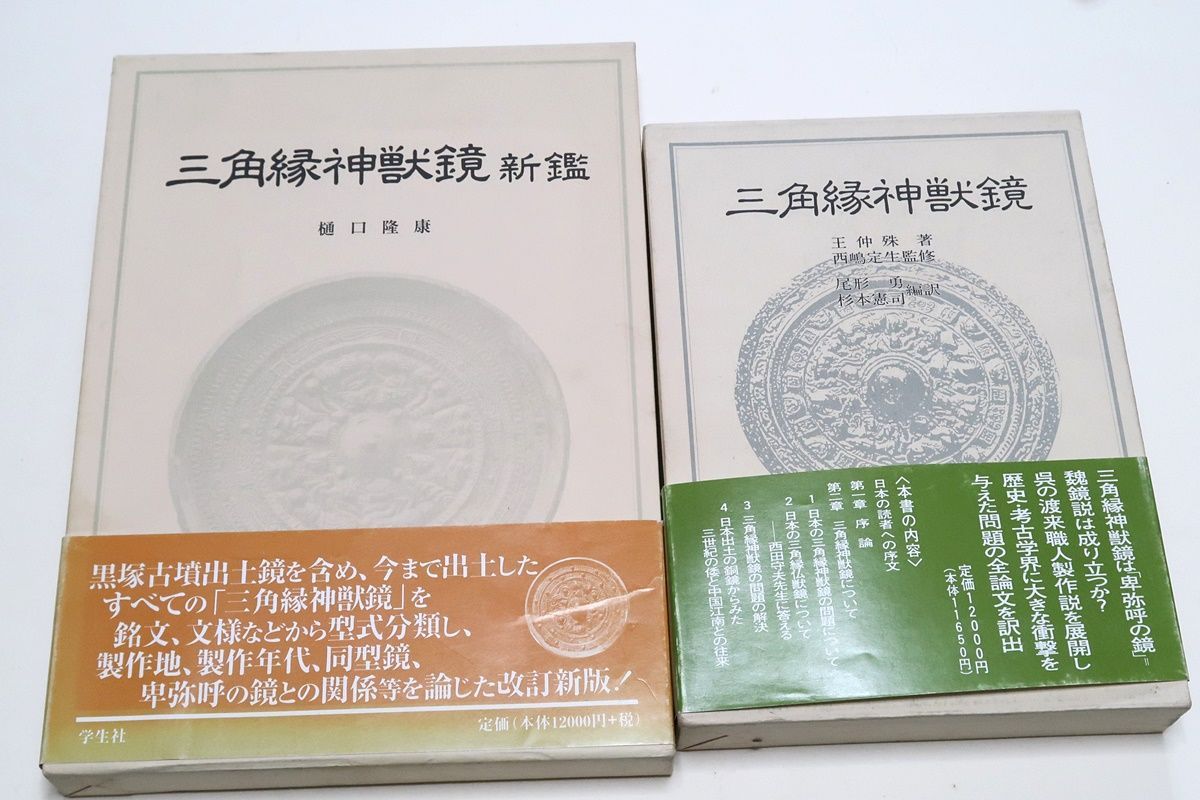 三角縁神獣鏡 新鑑
樋口隆康
黒塚古墳出土鏡を含め、今まで出土した
すべての「三角縁神獣鏡」を
銘文、文様などから型式分類し、
製作地、製作年代、同型鏡、
卑弥呼の鏡との関係等を論じた改訂新版！
定価（本体12000円+税）
学生社
三角縁神獣鏡
王仲殊 著
西嶋定生監修
尾形 勇
杉本憲司
編訳
三角縁神獣鏡は「卑弥呼の鏡」=
魏鏡説は成り立つか？
呉の渡来職人製作説を展開し
歴史・考古学界に大きな衝撃を
与えた問題の全論文を訳出
定価12000円
（本体11650円）
〈本書の内容〉
日本の読者への序文
第一章 序論
第二章 三角縁神獣鏡について
1 日本の三角縁神獣鏡の問題について
2 日本の三角縁神獣鏡について
――西田守夫先生に答える
3 三角縁神獣鏡の問題の解決
4 日本出土の銅鏡からみた
三世紀の倭と中国江南との往来